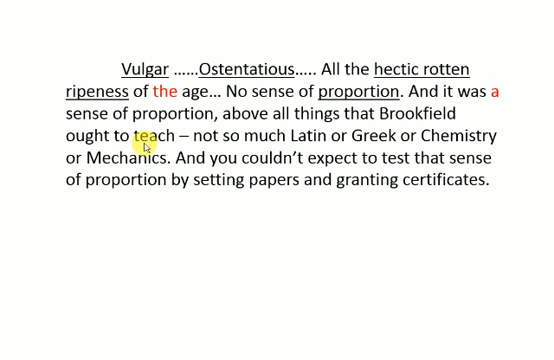 Vulgar ......Ostentatious..... All the hectic rotten
ripeness of the age... No sense of proportion. And it was a
sense of proportion, above all things that Brookfield
ought to teach – not so much Latin or Greek or Chemistry
or Mechanics. And you couldn’t expect to test that sense
of proportion by setting papers and granting certificates.